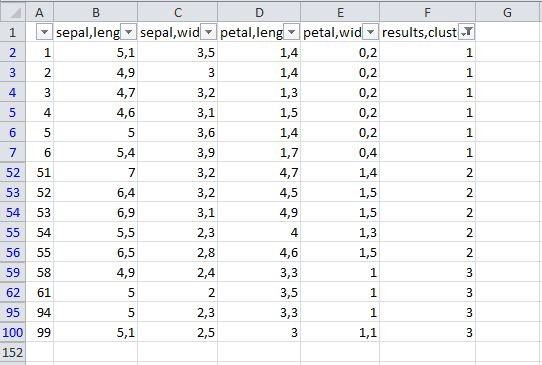 A B C D E F G
1 sepal,leng sepal,wid petal,leng petal,wid results,clust
2 1 5,1 3,5 1,4 0,2 1
3 2 4,9 3 1,4 0,2 1
4 3 4,7 3,2 1,3 0,2 1
5 4 4,6 3,1 1,5 0,2 1
6 5 5 3,6 1,4 0,2 1
7 6 5,4 3,9 1,7 0,4 1
52 51 7 3,2 4,7 1,4 2
53 52 6,4 3,2 4,5 1,5 2
54 53 6,9 3,1 4,9 1,5 2
55 54 5,5 2,3 4 1,3 2
56 55 6,5 2,8 4,6 1,5 2
59 58 4,9 2,4 3,3 1 3
62 61 5 2 3,5 1 3
95 94 5 2,3 3,3 1 3
100 99 5,1 2,5 3 1,1 3
152